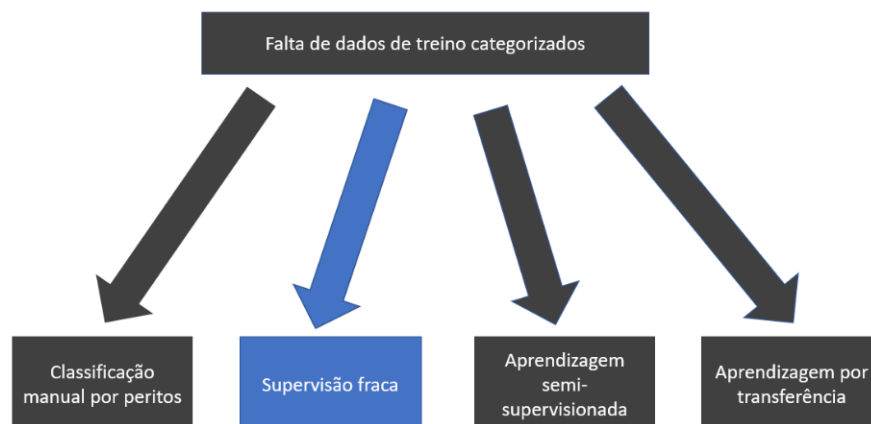 Falta de dados de treino categorizados
Classificação
manual por peritos
Supervisão fraca
Aprendizagem
semi-
supervisionada
Aprendizagem por
transferência